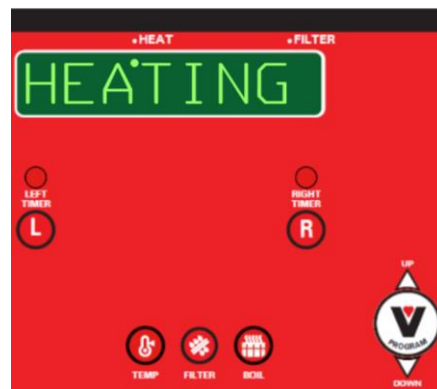 •HEAT •FILTER
HEATING
LEFT TIMER
RIGHT TIMER
L
R
UP
V
PROGRAM
DOWN
TEMP FILTER BOIL